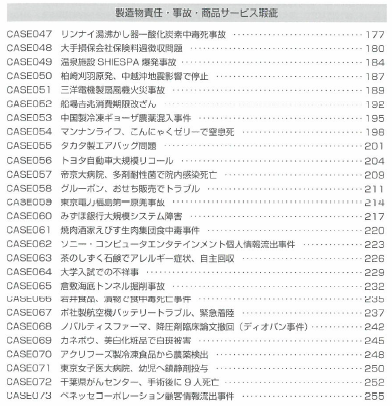 製造物責任・事故・商品サービス瑕疵
CASE047 リンナイ湯沸かし器一酸化炭素中毒死事故 177
CASE048 大手損保会社保険料過徴収問題 180
CASE049 温泉施設SHIESPA爆発事故 184
CASE050 柏崎刈羽原発、中越沖地震影響で停止 187
CASE051 三洋電機製扇風機火災事故 189
CASE052 船場吉兆消費期限改ざん 192
CASE053 中国製冷凍ギョーザ農薬混入事件 195
CASE054 マンナンライフ、こんにゃくゼリーで窒息死 198
CASE055 タカタ製エアバッグ問題 201
CASE056 トヨタ自動車大規模リコール 204
CASE057 帝京大病院、多剤耐性菌で院内感染死亡 209
CASE058 グルーポン、おせち販売でトラブル 211
CASE059 東京電力福島第一原発事故 214
CASE060 みずほ銀行大規模システム障害 217
CASE061 焼肉酒家えびす生肉集団食中毒事件 220
CASE062 ソニー・コンピュータエンタテインメント個人情報流出事件 223
CASE063 茶のしずく石鹸でアレルギー症状、自主回収 226
CASE064 大学入試での不祥事 229
CASE065 倉敷海底トンネル掘削事故 232
CASE066 岩井食品、漬物で食中毒死亡事件 235
CASE067 ボ社製航空機バッテリートラブル、緊急着陸 237
CASE068 ノバルティスファーマ、降圧剤臨床論文撤回（ディオバン事件） 242
CASE069 カネボウ、美白化粧品で白斑被害 245
CASE070 アクリフーズ製冷凍食品から農薬検出 248
CASE071 東京女子医大病院、幼児へ鎮静剤投与 250
CASE072 千葉県がんセンター、手術後に9人死亡 252
CASE073 ベネッセコーポレーション顧客情報流出事件 255